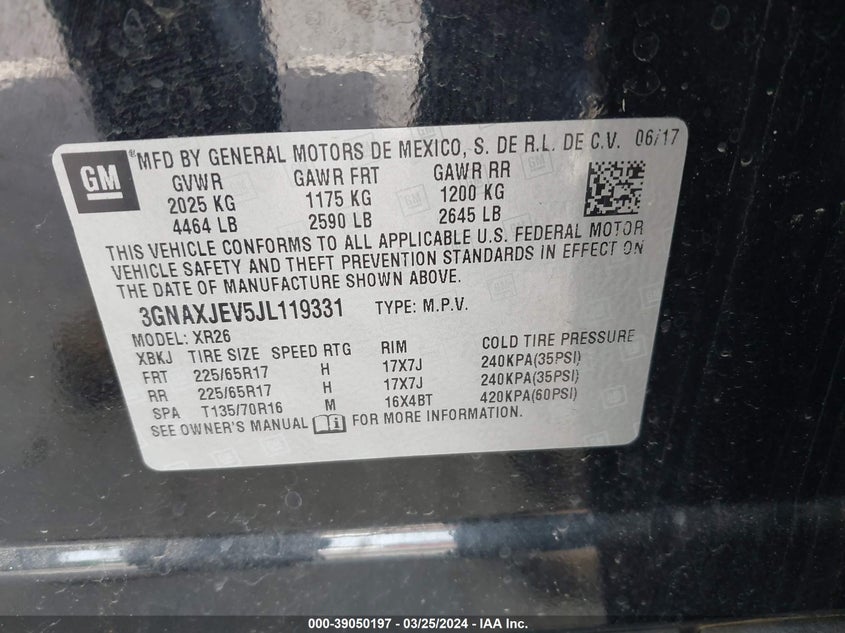 GM
®MFD BY GENERAL MOTORS DE MEXICO, S. DE R.L. DE C.V. 06/17
GVWR GAWR FRT GAWR RR
2025 KG 1175 KG 1200 KG
4464 LB 2590 LB 2645 LB
THIS VEHICLE CONFORMS TO ALL APPLICABLE U.S. FEDERAL MOTOR
VEHICLE SAFETY AND THEFT PREVENTION STANDARDS IN EFFECT ON
THE DATE OF MANUFACTURE SHOWN ABOVE.
3GNAXJEV5JL119331 TYPE: M.P.V.
MODEL: XR26
XBKJ TIRE SIZE SPEED RTG RIM COLD TIRE PRESSURE
FRT 225/65R17 H 17X7J 240KPA(35PSI)
RR 225/65R17 H 17X7J 240KPA(35PSI)
SPA T135/70R16 M 16X4BT 420KPA(60PSI)
SEE OWNER'S MANUAL FOR MORE INFORMATION.
000-39050197 - 03/25/2024 - IAA Inc.